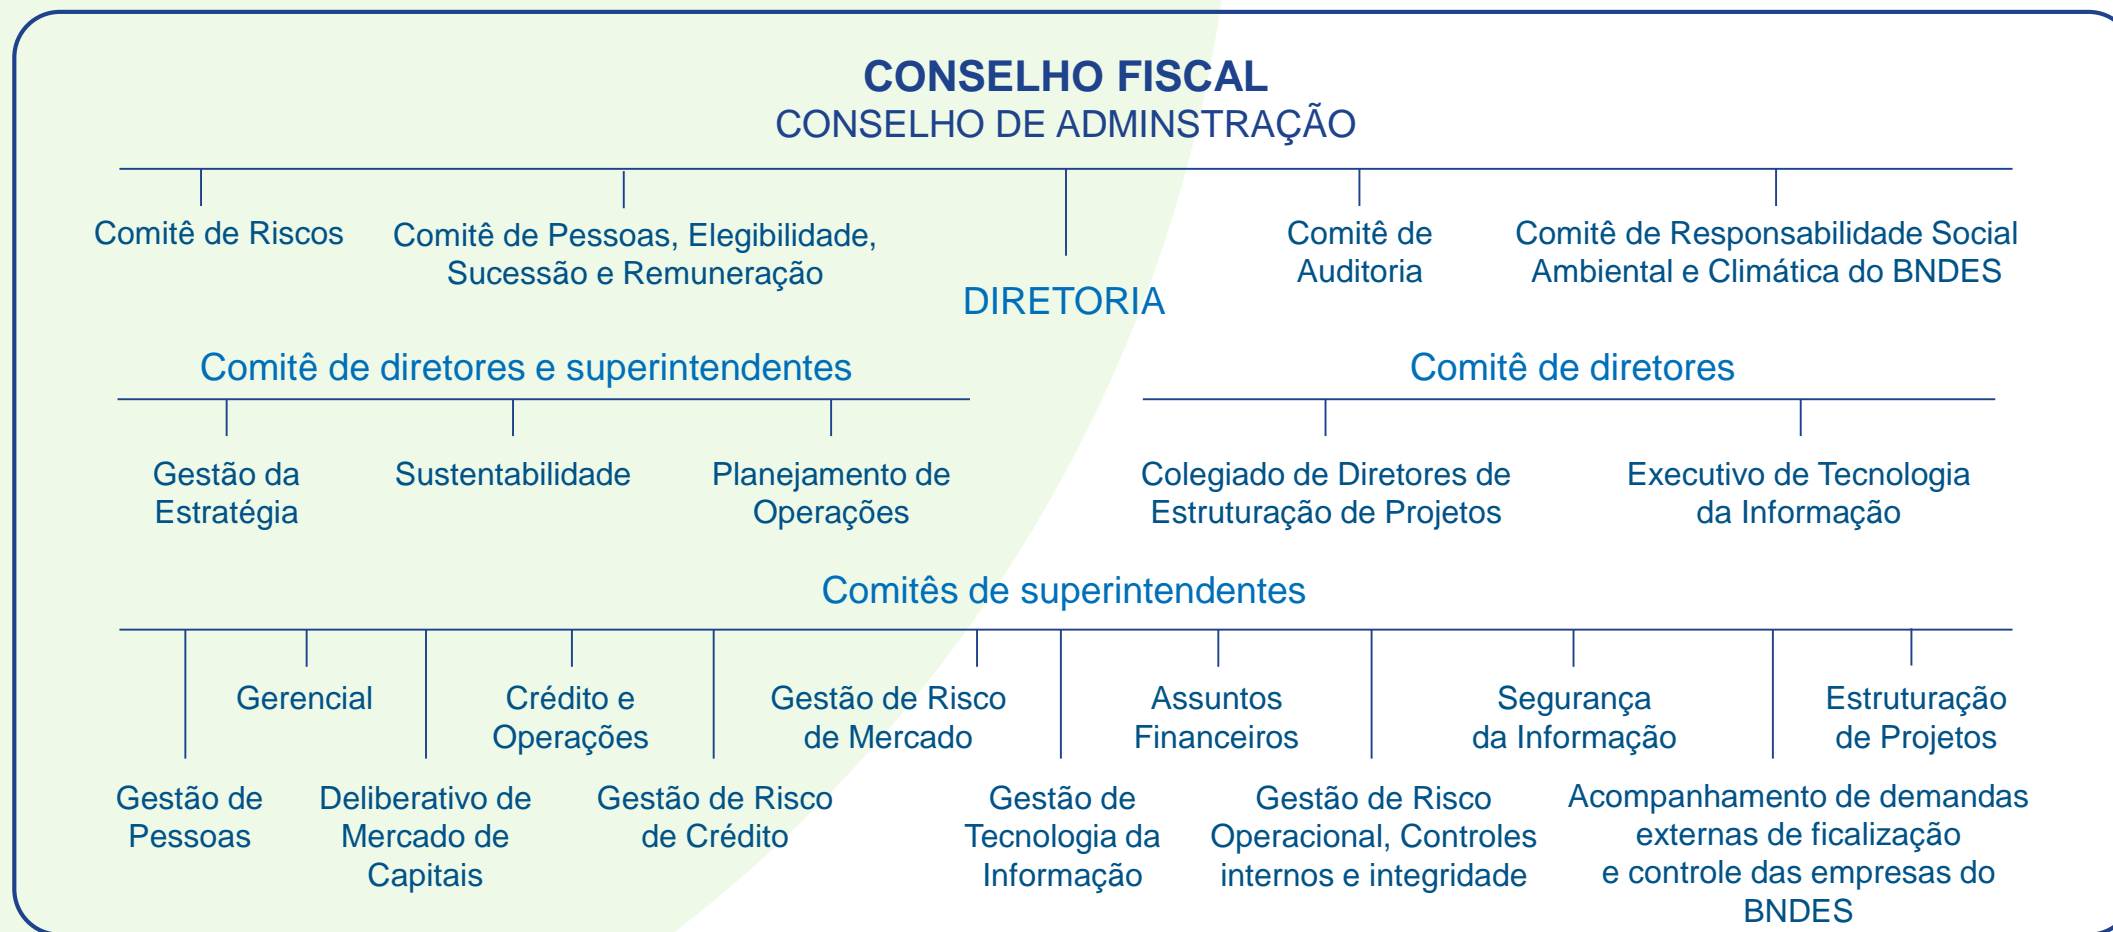 CONSELHO FISCAL
CONSELHO DE ADMINSTRAÇÃO
Comitê de Riscos
Comitê de Pessoas, Elegibilidade,
Sucessão e Remuneração
DIRETORIA
Comitê de
Auditoria
Comitê de Responsabilidade Social
Ambiental e Climática do BNDES
Comitê de diretores e superintendentes
Gestão da
Estratégia
Sustentabilidade
Planejamento de
Operações
Comitê de diretores
Colegiado de Diretores de
Estruturação de Projetos
Executivo de Tecnologia
da Informação
Comitês de superintendentes
Gerencial
Crédito e
Operações
Gestão de Risco
de Mercado
Assuntos
Financeiros
Segurança
da Informação
Estruturação
de Projetos
Gestão de
Pessoas
Deliberativo de
Mercado de
Capitais
Gestão de Risco
de Crédito
Gestão de
Tecnologia da
Informação
Gestão de Risco
Operacional, Controles
internos e integridade
Acompanhamento de demandas
externas de ficalização
e controle das empresas do
BNDES